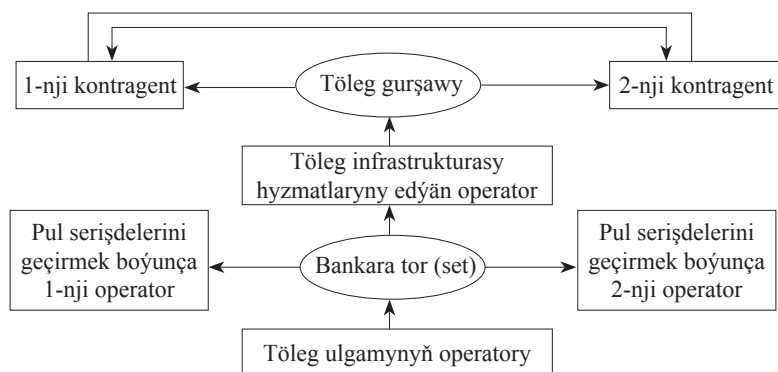 1-nji kontragent
Töleg gurşawy
2-nji kontragent
Töleg infrastrukturasy
hyzmatlaryny edýän operator
Pul serişdelerini
geçirmek boýunça
1-nji operator
Bankara tor (set)
Pul serişdelerini
geçirmek boýunça
2-nji operator
Töleg ulgamynyň operatory